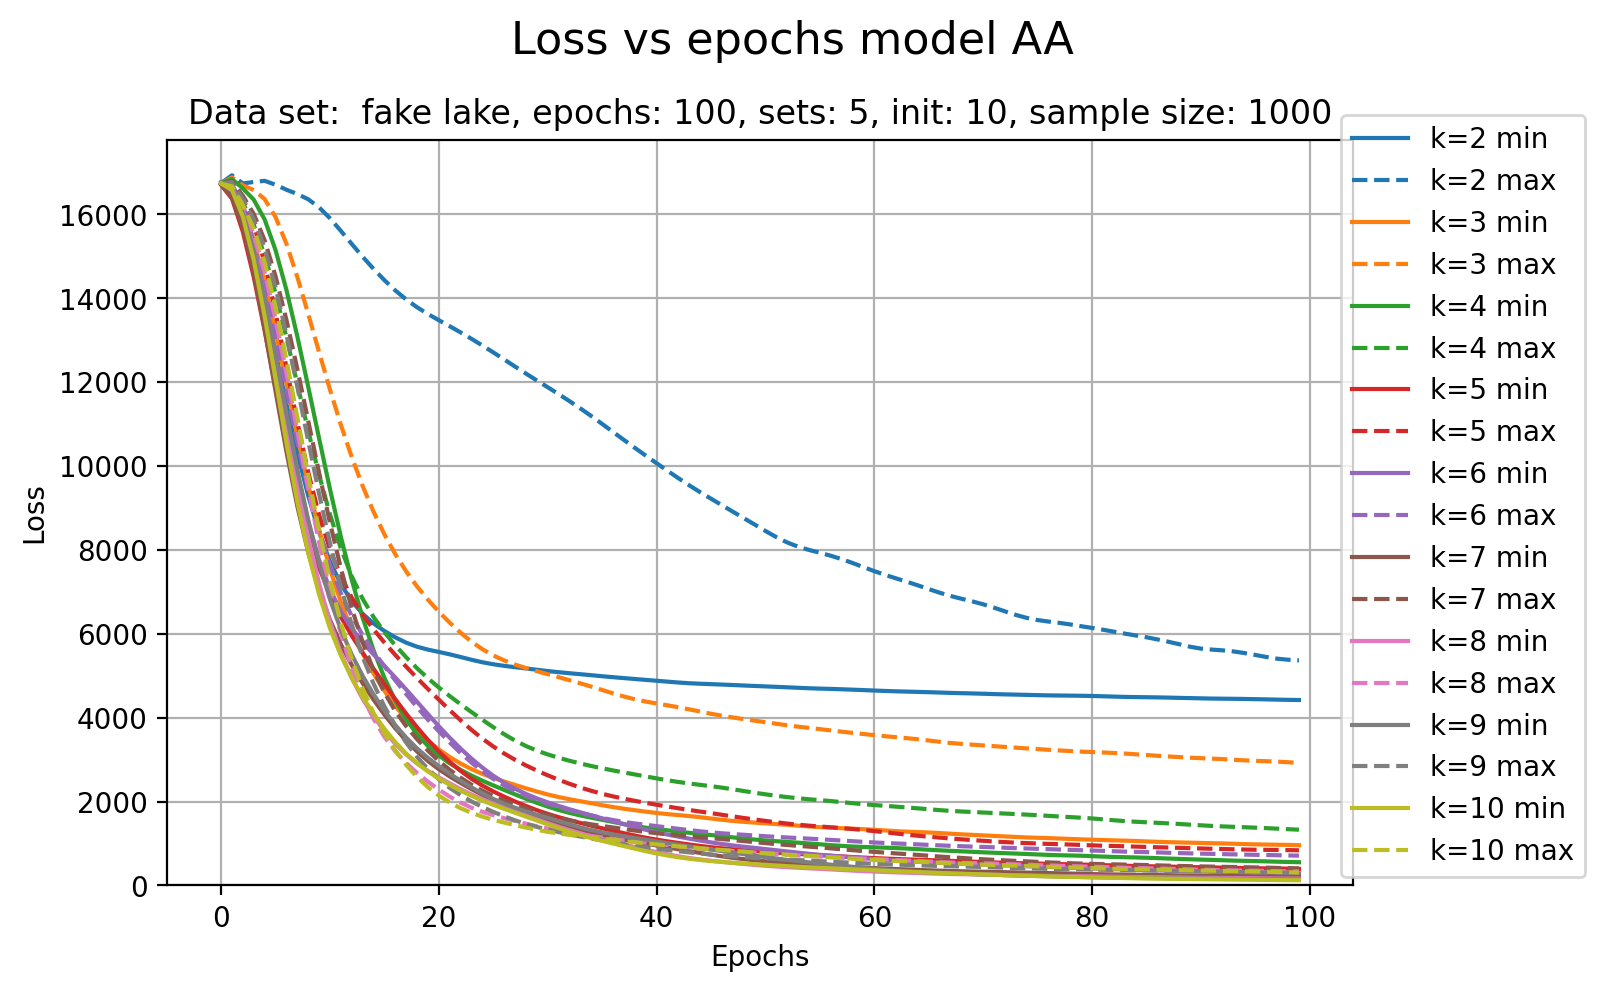 Loss vs epochs model AA
Data set:  fake lake, epochs: 100, sets: 5, init: 10, sample size: 1000
Loss
16000
14000
12000
10000
8000
6000
4000
2000
0
0 20 40 60 80 100
Epochs
k=2 min
k=2 max
k=3 min
k=3 max
k=4 min
k=4 max
k=5 min
k=5 max
k=6 min
k=6 max
k=7 min
k=7 max
k=8 min
k=8 max
k=9 min
k=9 max
k=10 min
k=10 max